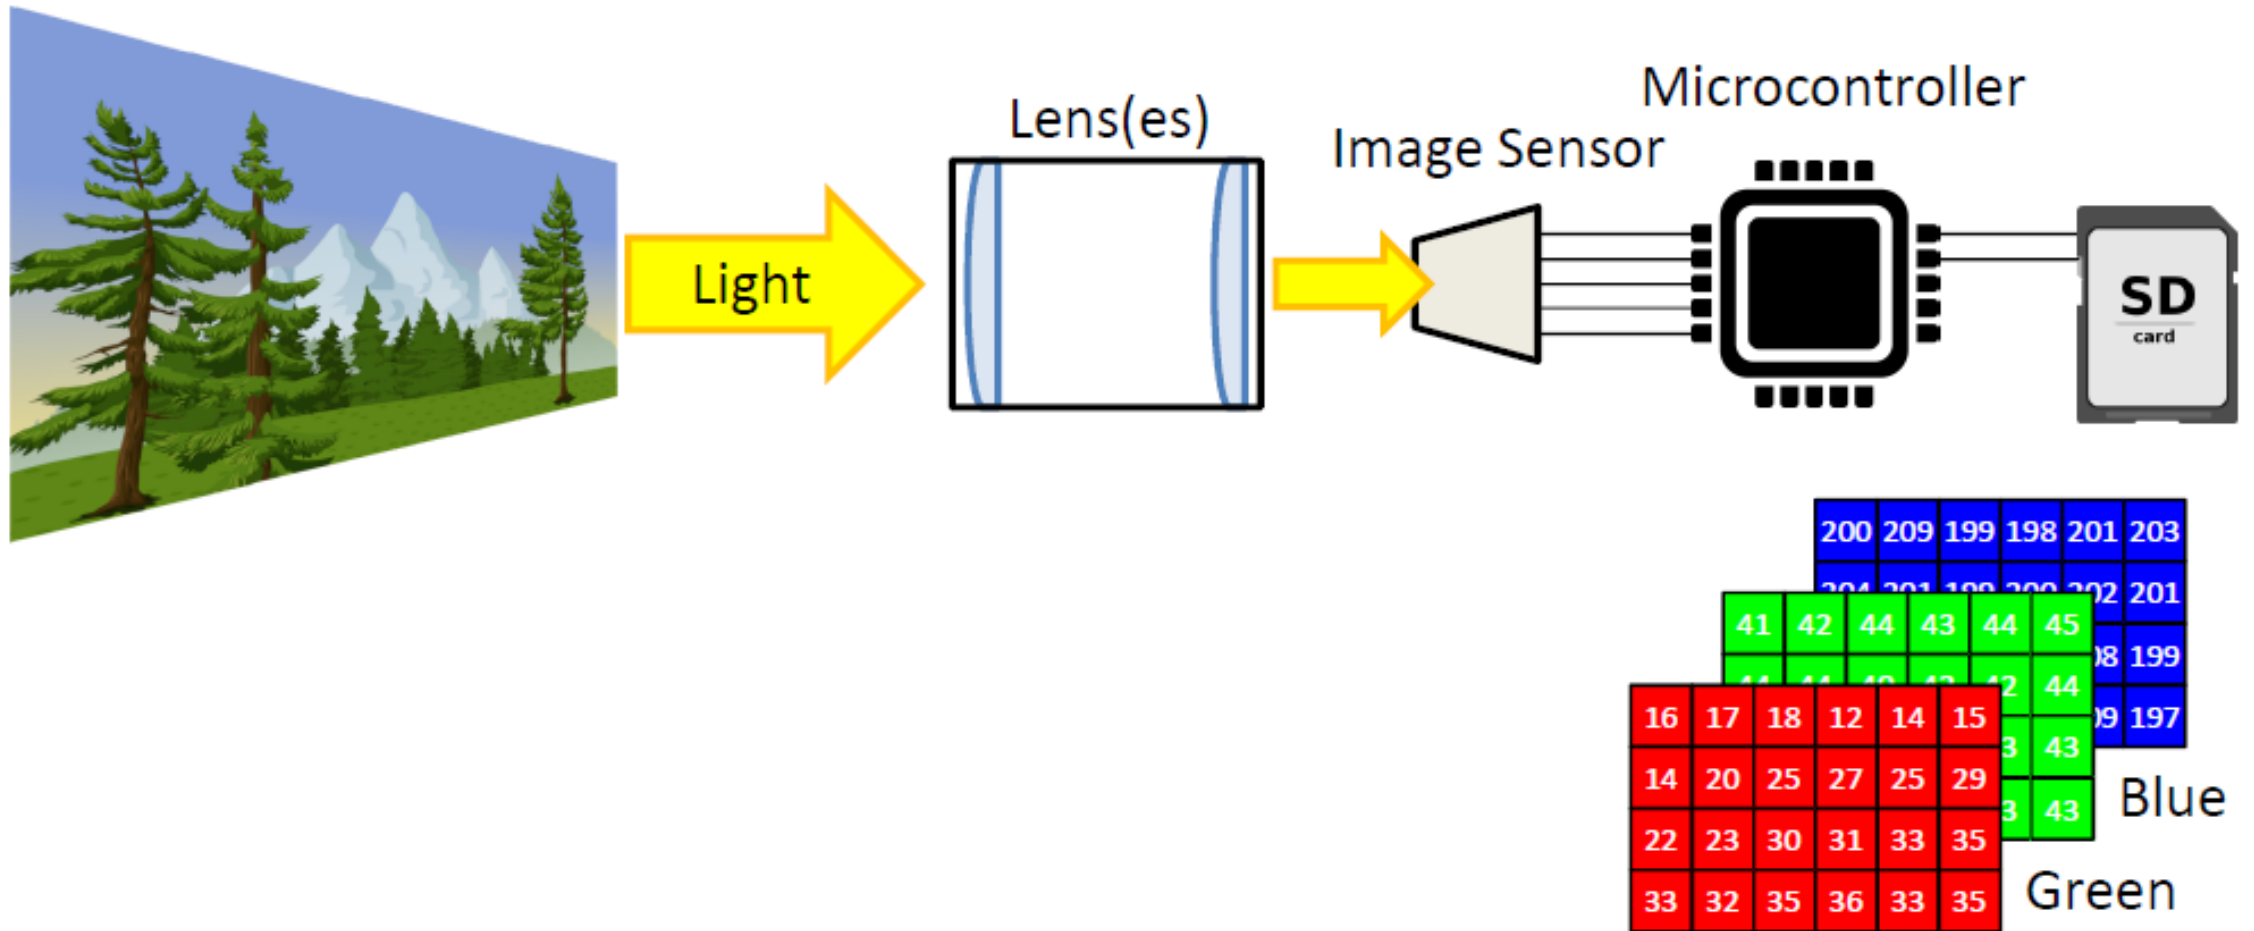 Microcontroller
Lens(es)
Image Sensor
Light
SD
card
200 209 199 198 201 203
201
41 42 44 43 44 45
199
44
16 17 18 12 14 15
197
43
14 20 25 27 25 29
Blue
43
22 23 30 31 33 35
Green
33 32 35 36 33 35